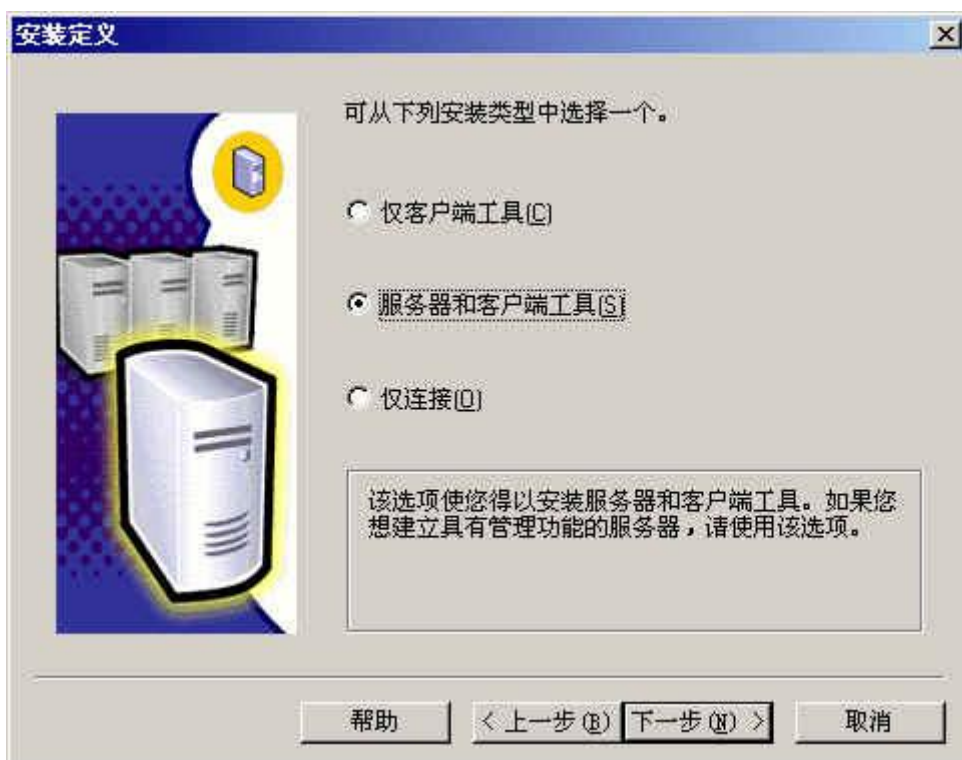 安装定义
可从下列安装类型中选择一个。
仅客户端工具(C)
服务器和客户端工具(S)
仅连接(O)
该选项使您得以安装服务器和客户端工具。如果您
想建立具有管理功能的服务器，请使用该选项。
帮助 < 上一步(B) 下一步(N) > 取消